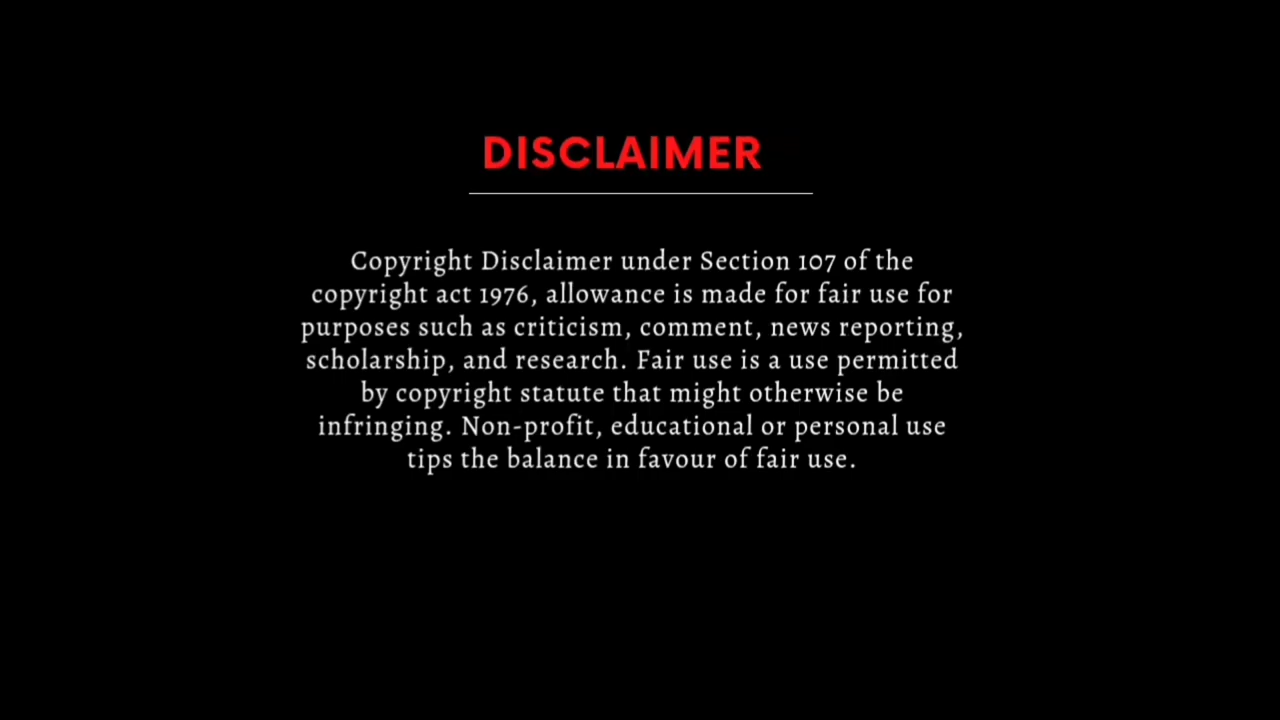 DISCLAIMER
Copyright Disclaimer under Section 107 of the
copyright act 1976, allowance is made for fair use for
purposes such as criticism, comment, news reporting,
scholarship, and research. Fair use is a use permitted
by copyright statute that might otherwise be
infringing. Non-profit, educational or personal use
tips the balance in favour of fair use.